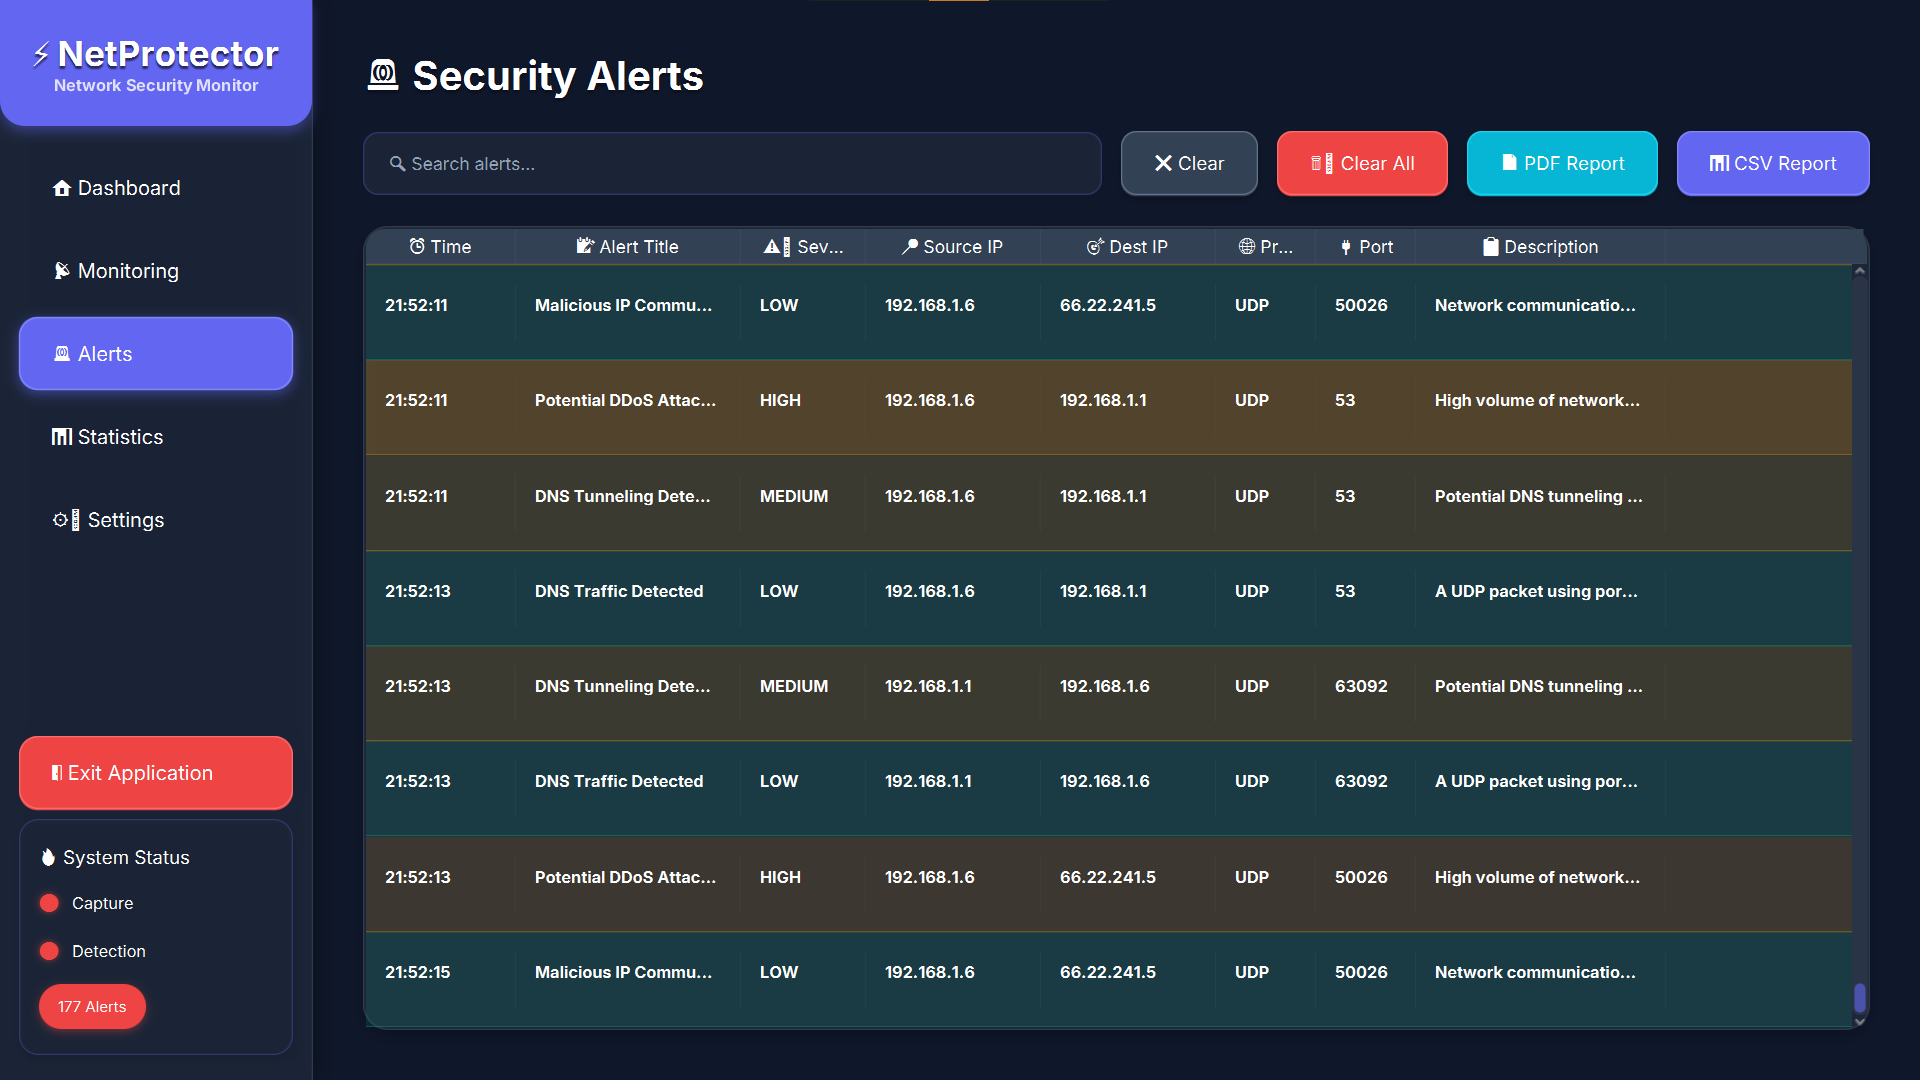 ⚡ NetProtector
Network Security Monitor
Dashboard
Monitoring
Alerts
Statistics
Settings
Exit Application
System Status
Capture
Detection
177 Alerts
Security Alerts
Search alerts...
Clear
Clear All
PDF Report
CSV Report
Time Alert Title Sev... Source IP Dest IP Pr... Port Description
21:52:11 Malicious IP Commu... LOW 192.168.1.6 66.22.241.5 UDP 50026 Network communicatio...
21:52:11 Potential DDoS Attac... HIGH 192.168.1.6 192.168.1.1 UDP 53 High volume of network...
21:52:11 DNS Tunneling Dete... MEDIUM 192.168.1.6 192.168.1.1 UDP 53 Potential DNS tunneling ...
21:52:13 DNS Traffic Detected LOW 192.168.1.6 192.168.1.1 UDP 53 A UDP packet using por...
21:52:13 DNS Tunneling Dete... MEDIUM 192.168.1.1 192.168.1.6 UDP 63092 Potential DNS tunneling ...
21:52:13 DNS Traffic Detected LOW 192.168.1.1 192.168.1.6 UDP 63092 A UDP packet using por...
21:52:13 Potential DDoS Attac... HIGH 192.168.1.6 66.22.241.5 UDP 50026 High volume of network...
21:52:15 Malicious IP Commu... LOW 192.168.1.6 66.22.241.5 UDP 50026 Network communicatio...